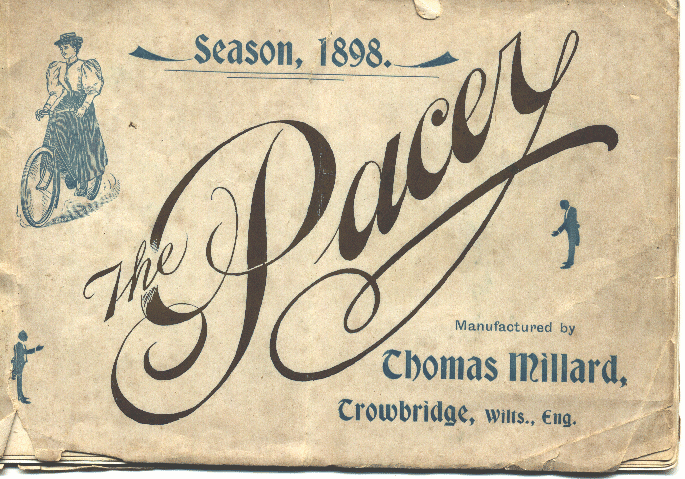 Season, 1898.
The Pacer
Manufactured by
Thomas Millard,
Trowbridge, Wilts., Eng.